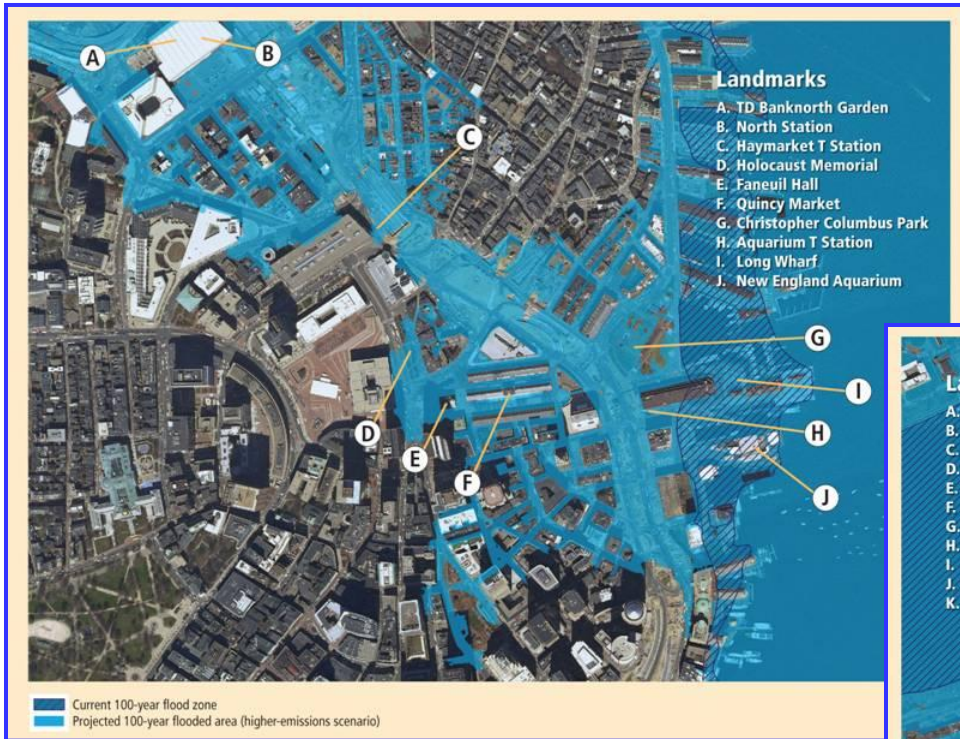 A
B
C
Landmarks
A. TD Banknorth Garden
B. North Station
C. Haymarket T Station
D. Holocaust Memorial
E. Faneuil Hall
F. Quincy Market
G. Christopher Columbus Park
H. Aquarium T Station
I. Long Wharf
J. New England Aquarium
G
I
D
H
E
F
J
La
A.
B.
C.
D.
E.
F.
G.
H.
I.
J.
K.
Current 100-year flood zone
Projected 100-year flooded area (higher-emissions scenario)